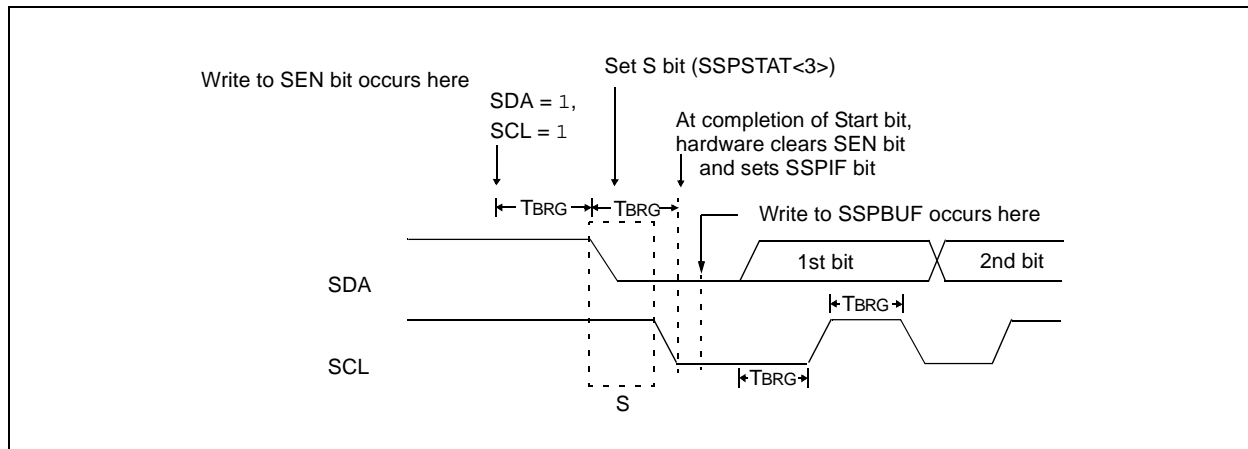 Write to SEN bit occurs here
Set S bit (SSPSTAT<3>)
SDA = 1,
SCL = 1
At completion of Start bit,
hardware clears SEN bit
and sets SSPIF bit
TBRG
TBRG
Write to SSPBUF occurs here
SDA
1st bit
2nd bit
TBRG
SCL
TBRG
S